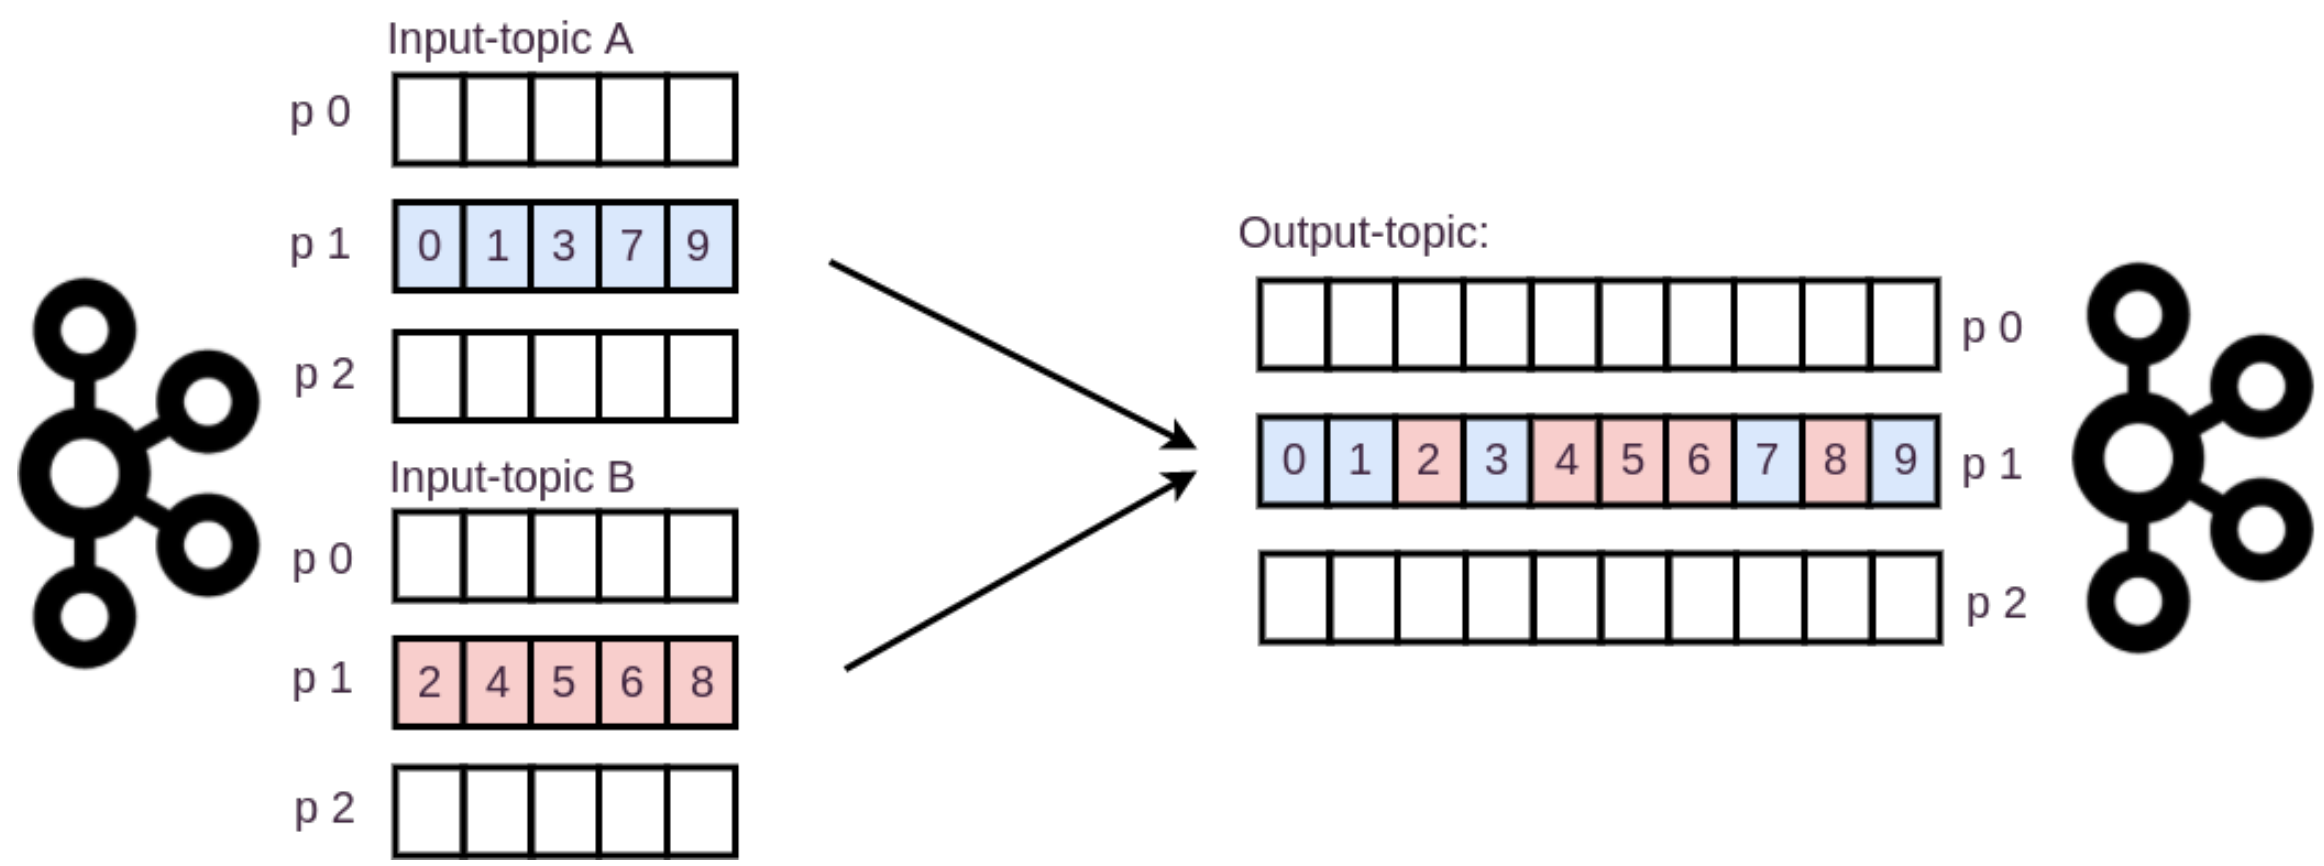 Input-topic A
p 0
p 1 0 1 3 7 9
p 2
Input-topic B
p 0
p 1 2 4 5 6 8
p 2
Output-topic:
p 0
0 1 2 3 4 5 6 7 8 9 p 1
p 2